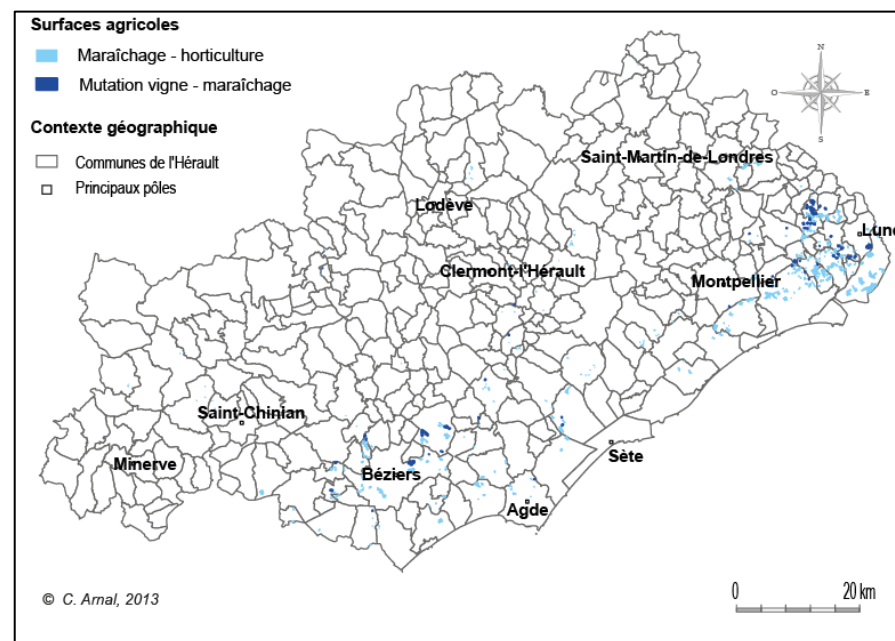 Surfaces agricoles
Maraîchage - horticulture
Mutation vigne - maraîchage
Contexte géographique
Communes de l'Hérault
Principaux pôles
N
O
E
S
Saint-Martin-de-Londres
Lodève
Lune
Clermont-l'Hérault
Montpellier
Saint-Chinian
Minerve
Béziers
Sète
Agde
© C. Arnal, 2013
0 20 km